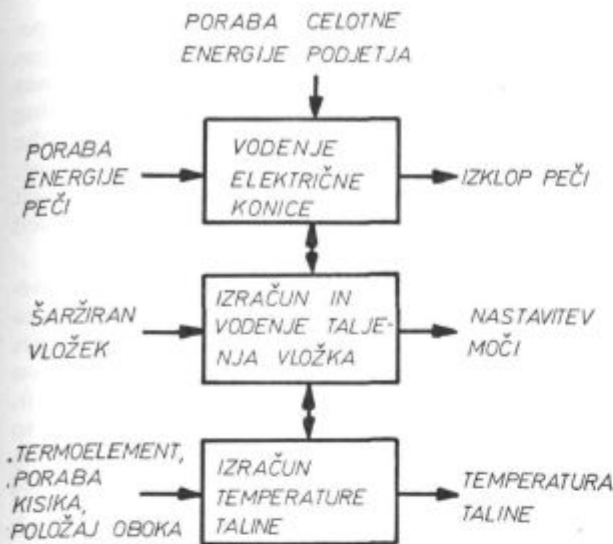 PORABA CELOTNE
ENERGIJE PODJETJA
PORABA
ENERGIJE
PEČI
VODENJE
ELEKTRIČNE
KONICE
IZKLOP PEČI
ŠARŽIRAN
VLOŽEK
IZRAČUN IN
VODENJE TALJE-
NJA VLOŽKA
NASTAVITEV
MOČI
TERMOELEMENT,
PORABA
KISIKA,
POLOŽAJ OBOKA
IZRAČUN
TEMPERATURE
TALINE
TEMPERATURA
TALINE